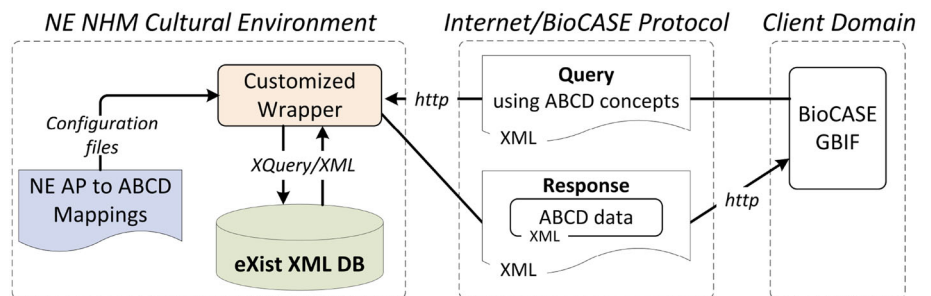 NE NHM Cultural Environment
Internet/BioCASE Protocol
Client Domain
Customized
Wrapper
Configuration
files
XQuery/XML
NE AP to ABCD
Mappings
eXist XML DB
http
Query
using ABCD concepts
XML
Response
ABCD data
XML
XML
http
BioCASE
GBIF